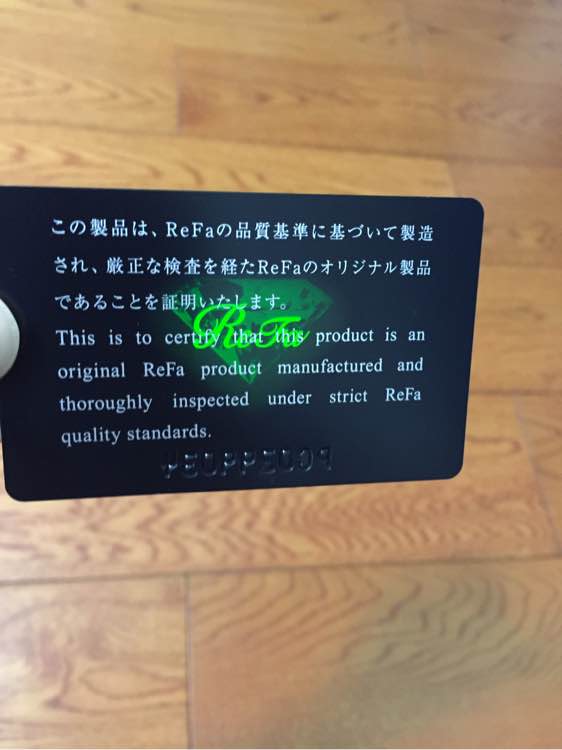 この製品は、ReFaの品質基準に基づいて製造
され、厳正な検査を経たReFaのオリジナル製品
であることを証明いたします。
ReFa
This is to certify that this product is an
original ReFa product manufactured and
thoroughly inspected under strict ReFa
quality standards.